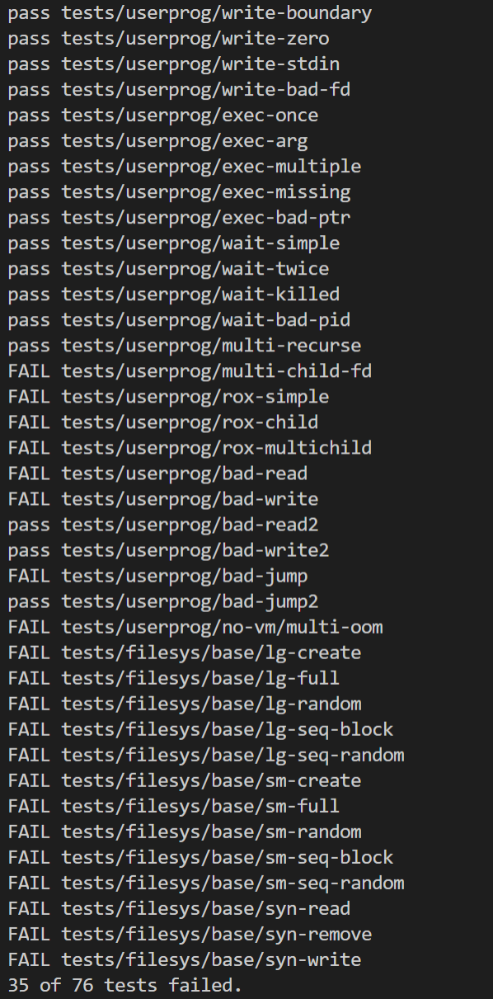 pass tests/userprog/write-boundary
pass tests/userprog/write-zero
pass tests/userprog/write-stdin
pass tests/userprog/write-bad-fd
pass tests/userprog/exec-once
pass tests/userprog/exec-arg
pass tests/userprog/exec-multiple
pass tests/userprog/exec-missing
pass tests/userprog/exec-bad-ptr
pass tests/userprog/wait-simple
pass tests/userprog/wait-twice
pass tests/userprog/wait-killed
pass tests/userprog/wait-bad-pid
pass tests/userprog/multi-recurse
FAIL tests/userprog/multi-child-fd
FAIL tests/userprog/rox-simple
FAIL tests/userprog/rox-child
FAIL tests/userprog/rox-multichild
FAIL tests/userprog/bad-read
FAIL tests/userprog/bad-write
pass tests/userprog/bad-read2
pass tests/userprog/bad-write2
FAIL tests/userprog/bad-jump
pass tests/userprog/bad-jump2
FAIL tests/userprog/no-vm/multi-oom
FAIL tests/filesys/base/lg-create
FAIL tests/filesys/base/lg-full
FAIL tests/filesys/base/lg-random
FAIL tests/filesys/base/lg-seq-block
FAIL tests/filesys/base/lg-seq-random
FAIL tests/filesys/base/sm-create
FAIL tests/filesys/base/sm-full
FAIL tests/filesys/base/sm-random
FAIL tests/filesys/base/sm-seq-block
FAIL tests/filesys/base/sm-seq-random
FAIL tests/filesys/base/syn-read
FAIL tests/filesys/base/syn-remove
FAIL tests/filesys/base/syn-write
35 of 76 tests failed.